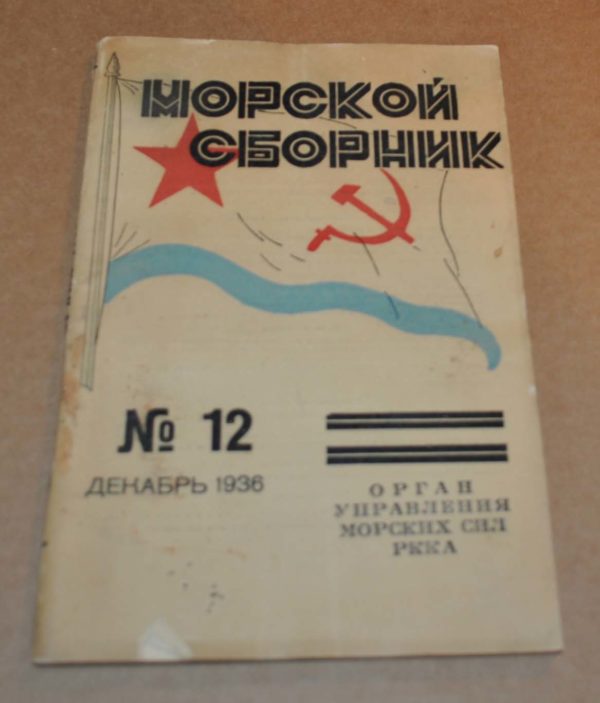 МОРСКОЙ
СБОРНИК
№ 12
ДЕКАБРЬ 1936
ОРГАН
УПРАВЛЕНИЯ
МОРСКИХ СИЛ
РККА